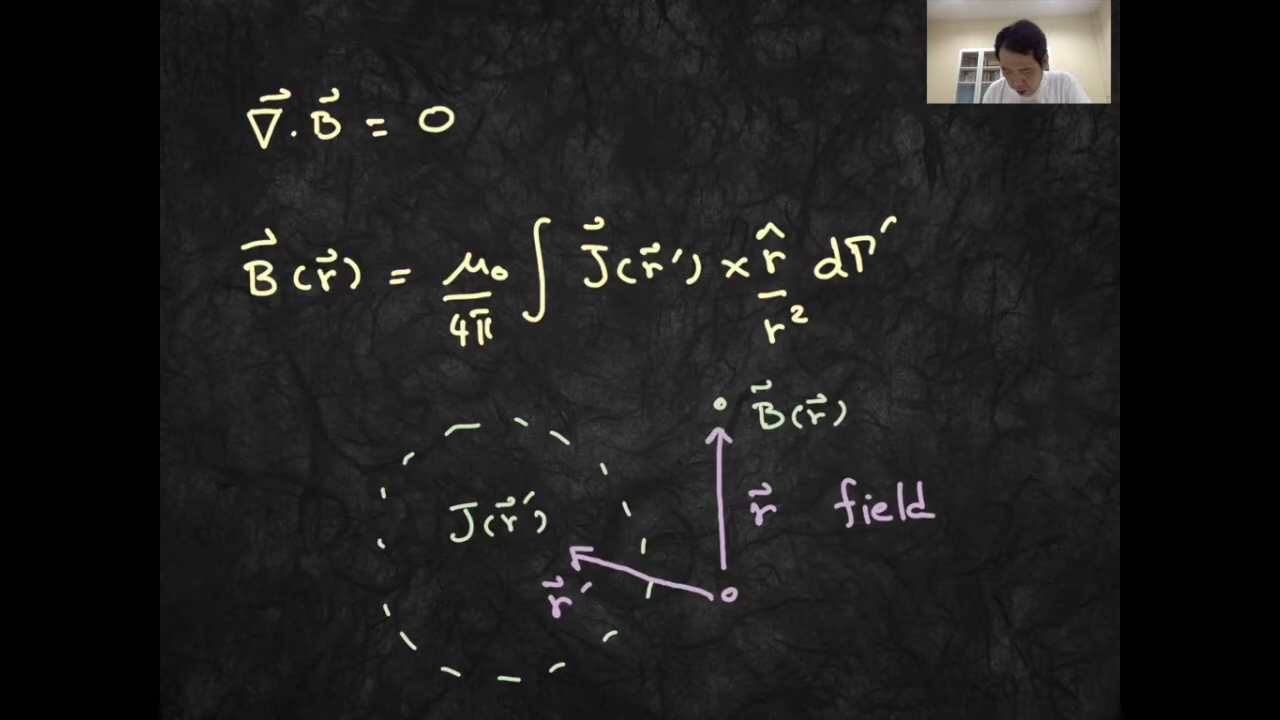 ∇⃗ · B⃗ = 0
B⃗(r⃗) = μ₀/4π ∫ J⃗(r⃗′) × r̂/r² dτ′
B⃗(r⃗)
J(r⃗′)
r⃗ field
r⃗′
o